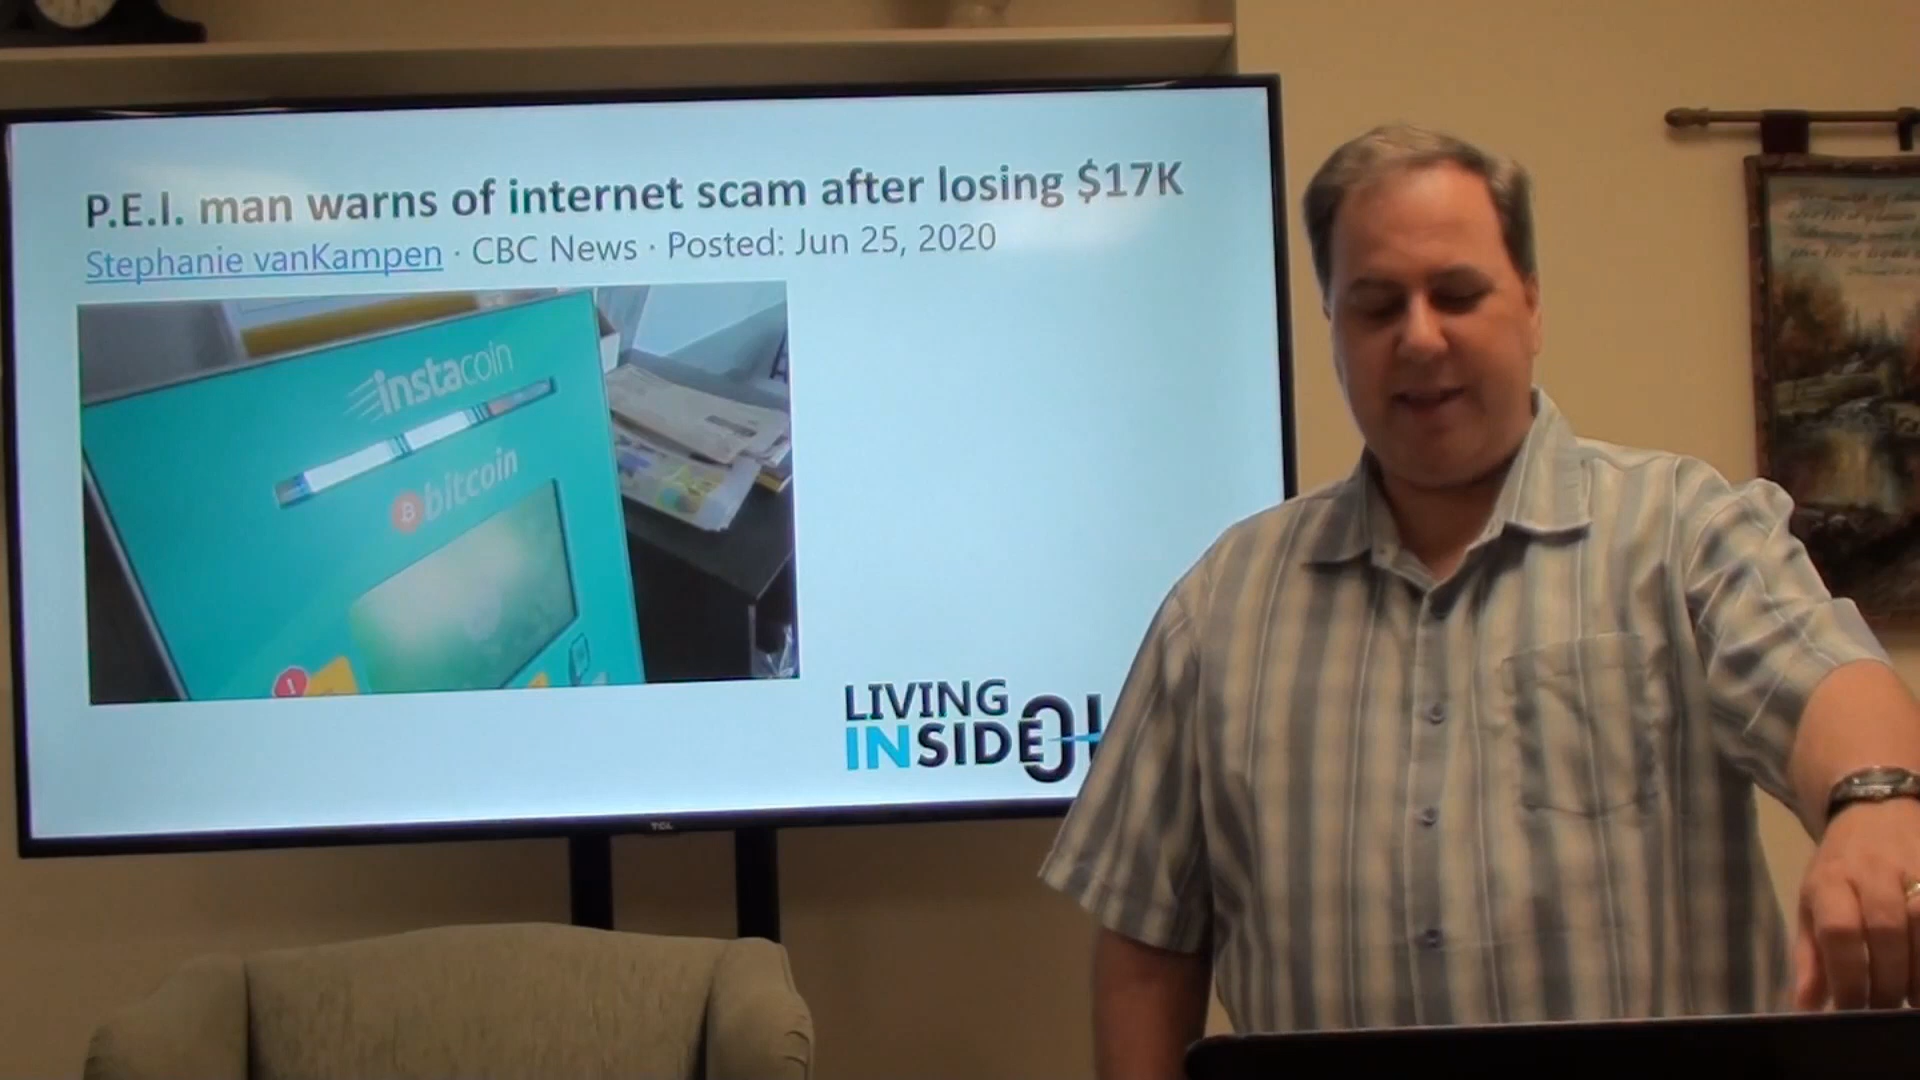 P.E.I. man warns of internet scam after losing $17K
Stephanie vanKampen · CBC News · Posted: Jun 25, 2020
instacoin
bitcoin
LIVING
INSIDE
TCL